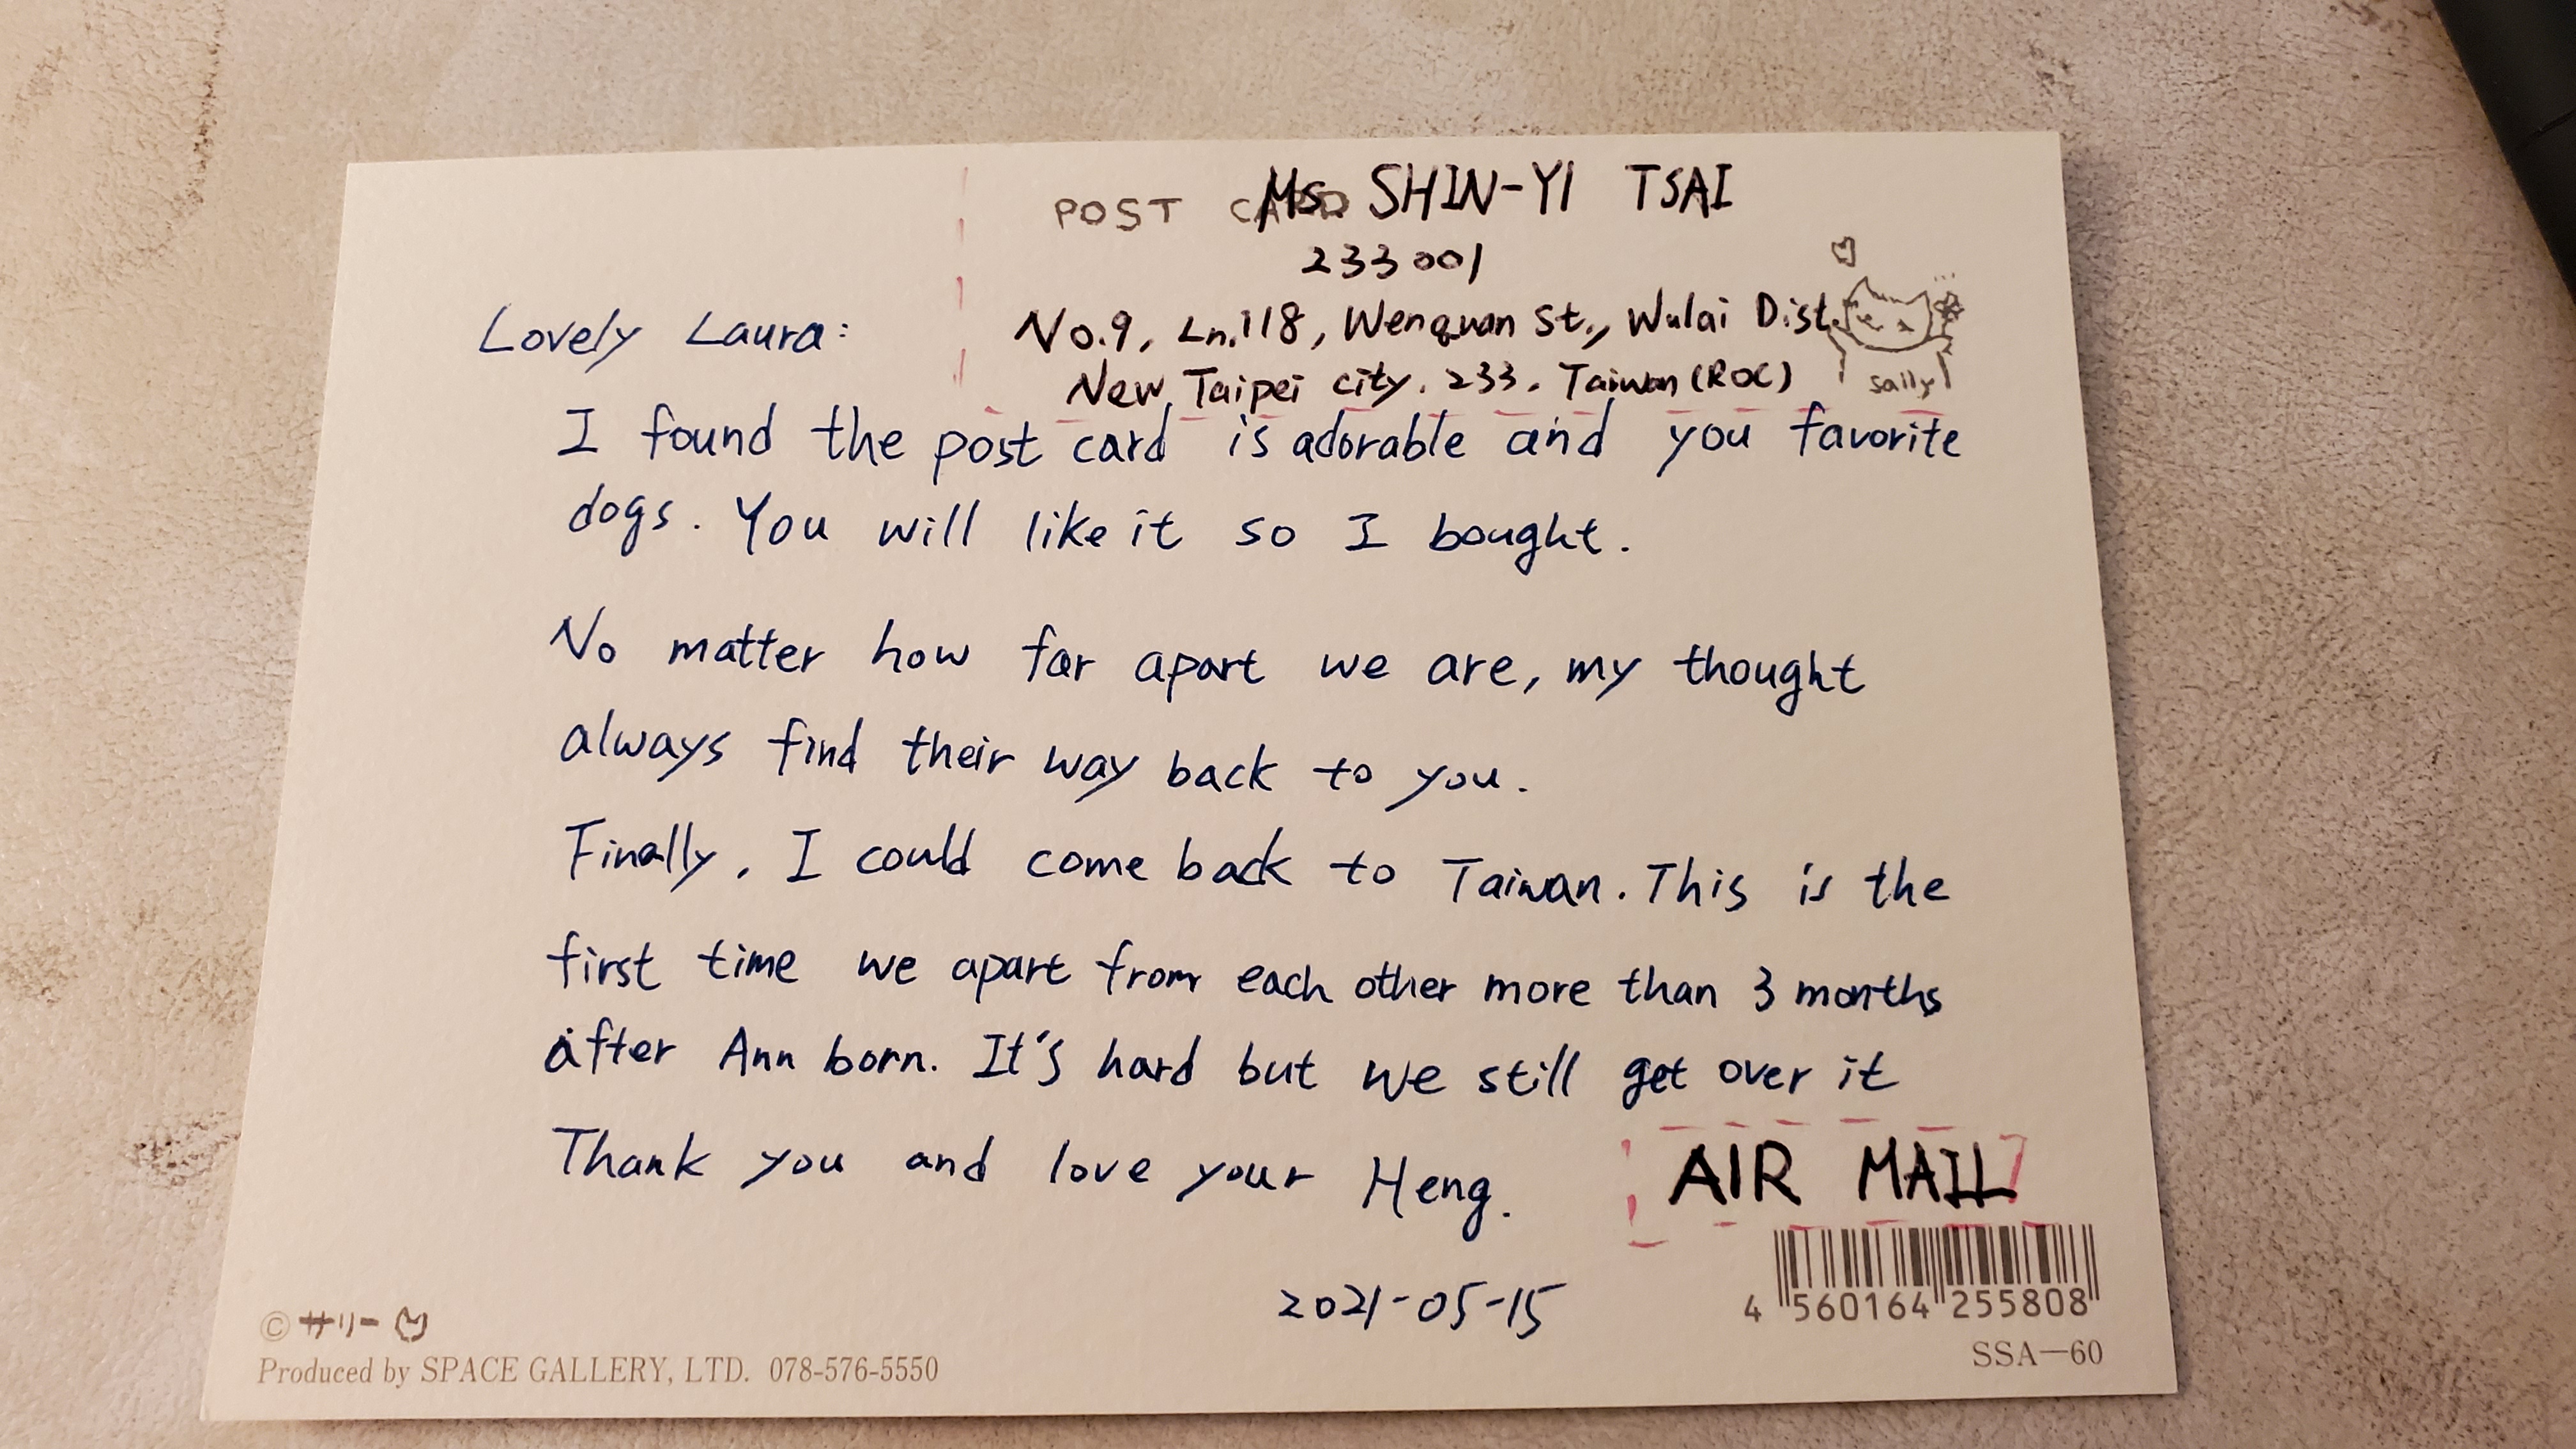 POST CARD
Ms. SHIN-YI TSAI
23300
No.9, Ln.118, Wenquan St., Wulai Dist.,
New Taipei city. 233. Taiwan (ROC)
sally
Lovely Laura:
I found the post card is adorable and you favorite
dogs. You will like it so I bought.
No matter how far apart we are, my thought
always find their way back to you.
Finally, I could come back to Taiwan. This is the
first time we apart from each other more than 3 months
after Ann born. It's hard but we still get over it
Thank you and love your Heng.
2021-05-15
AIR MAIL
© サリー
Produced by SPACE GALLERY, LTD. 078-576-5550
4 560164 255808
SSA—60